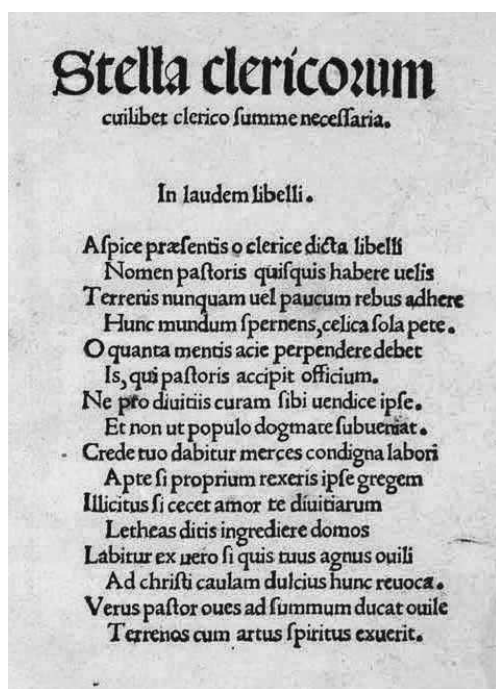 Stella clericorum
cuilibet clerico ſumme neceſſaria.
In laudem libelli.
Aſpice præſentis o clerice dicta libelli
Nomen paſtoris quiſquis habere uelis
Terrenis nunquam uel paucum rebus adhere
Hunc mundum ſpernens, celica ſola pete.
O quanta mentis acie perpendere debet
Is, qui paſtoris accipit officium.
Ne pro diuitiis curam ſibi uendice ipſe.
Et non ut populo dogmate ſubueniat.
Crede tuo dabitur merces condigna labori
Apte ſi proprium rexeris ipſe gregem
Illicitus ſi cecet amor te diuitiarum
Letheas ditis ingrediere domos
Labitur ex uero ſi quis tuus agnus ouili
Ad chriſti caulam dulcius hunc reuoca.
Verus paſtor oues ad ſummum ducat ouile
Terrenos cum artus ſpiritus exuerit.